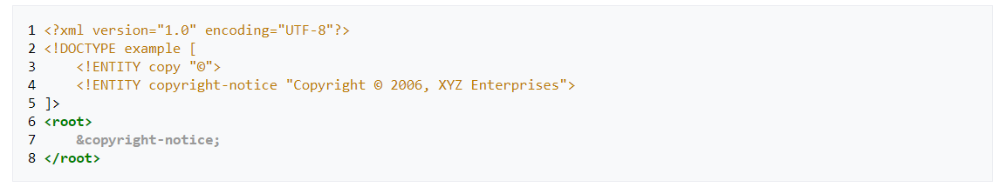 1 <?xml version="1.0" encoding="UTF-8"?>
2 <!DOCTYPE example [
3     <!ENTITY copy "©">
4     <!ENTITY copyright-notice "Copyright © 2006, XYZ Enterprises">
5 ]>
6 <root>
7     &copyright-notice;
8 </root>